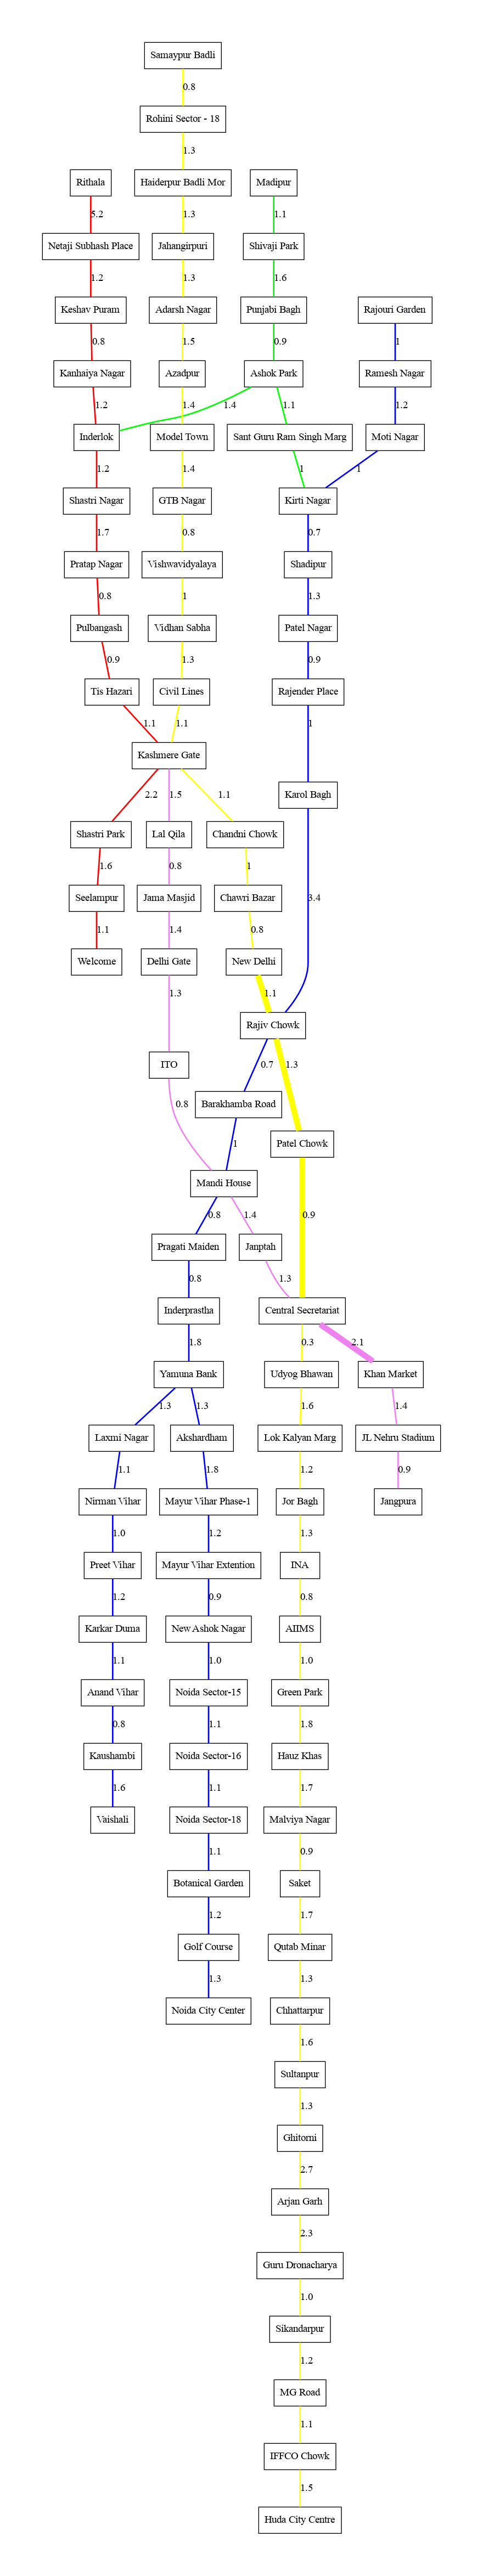 Samaypur Badli
0.8
Rohini Sector - 18
1.3
Rithala
Haiderpur Badli Mor
Madipur
5.2
1.3
1.1
Netaji Subhash Place
Jahangirpuri
Shivaji Park
1.2
1.3
1.6
Keshav Puram
Adarsh Nagar
Punjabi Bagh
Rajouri Garden
0.8
1.5
0.9
1
Kanhaiya Nagar
Azadpur
Ashok Park
Ramesh Nagar
1.2
1.4
1.4
1.1
1.2
Inderlok
Model Town
Sant Guru Ram Singh Marg
Moti Nagar
1.2
1.4
1
1
Shastri Nagar
GTB Nagar
Kirti Nagar
1.7
0.8
0.7
Pratap Nagar
Vishwavidyalaya
Shadipur
0.8
1
1.3
Pulbangash
Vidhan Sabha
Patel Nagar
0.9
1.3
0.9
Tis Hazari
Civil Lines
Rajender Place
1.1
1.1
1
Kashmere Gate
2.2
1.5
1.1
Karol Bagh
Shastri Park
Lal Qila
Chandni Chowk
1.6
0.8
1
Seelampur
Jama Masjid
Chawri Bazar
3.4
1.1
1.4
0.8
Welcome
Delhi Gate
New Delhi
1.3
1.1
Rajiv Chowk
ITO
0.7
1.3
0.8
Barakhamba Road
1
Patel Chowk
Mandi House
0.8
1.4
0.9
Pragati Maiden
Janptah
0.8
1.3
Inderprastha
Central Secretariat
1.8
0.3
2.1
Yamuna Bank
Udyog Bhawan
Khan Market
1.3
1.3
1.6
1.4
Laxmi Nagar
Akshardham
Lok Kalyan Marg
JL Nehru Stadium
1.1
1.8
1.2
0.9
Nirman Vihar
Mayur Vihar Phase-1
Jor Bagh
Jangpura
1.0
1.2
1.3
Preet Vihar
Mayur Vihar Extention
INA
1.2
0.9
0.8
Karkar Duma
New Ashok Nagar
AIIMS
1.1
1.0
1.0
Anand Vihar
Noida Sector-15
Green Park
0.8
1.1
1.8
Kaushambi
Noida Sector-16
Hauz Khas
1.6
1.1
1.7
Vaishali
Noida Sector-18
Malviya Nagar
1.1
0.9
Botanical Garden
Saket
1.2
1.7
Golf Course
Qutab Minar
1.3
1.3
Noida City Center
Chhattarpur
1.6
Sultanpur
1.3
Ghitorni
2.7
Arjan Garh
2.3
Guru Dronacharya
1.0
Sikandarpur
1.2
MG Road
1.1
IFFCO Chowk
1.5
Huda City Centre